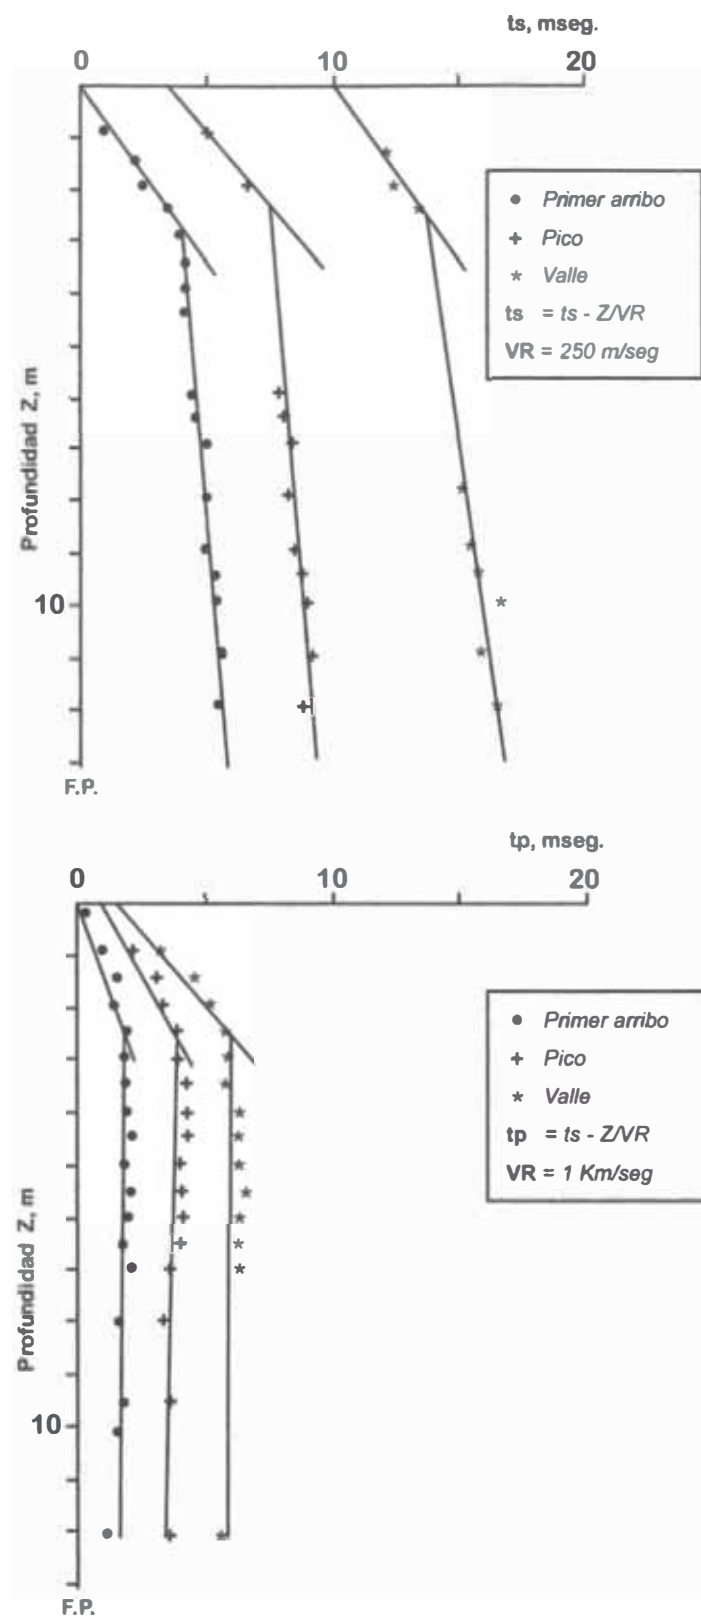 ts, mseg.
0 10 20
• Primer arribo
+ Pico
* Valle
ts = ts - Z/VR
VR = 250 m/seg
Profundidad Z, m
10
F.P.
tp, mseg.
0 10 20
• Primer arribo
+ Pico
* Valle
tp = ts - Z/VR
VR = 1 Km/seg
Profundidad Z, m
10
F.P.